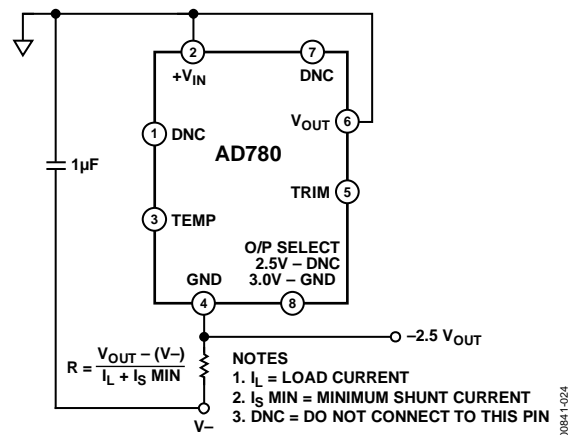 2
7
+VIN
DNC
VOUT
6
1
DNC
1µF
AD780
TRIM
5
3
TEMP
O/P SELECT
2.5V – DNC
3.0V – GND
GND
4
8
–2.5 VOUT
R = VOUT – (V–)
IL + IS MIN
V–
NOTES
1. IL = LOAD CURRENT
2. IS MIN = MINIMUM SHUNT CURRENT
3. DNC = DO NOT CONNECT TO THIS PIN
00841-024